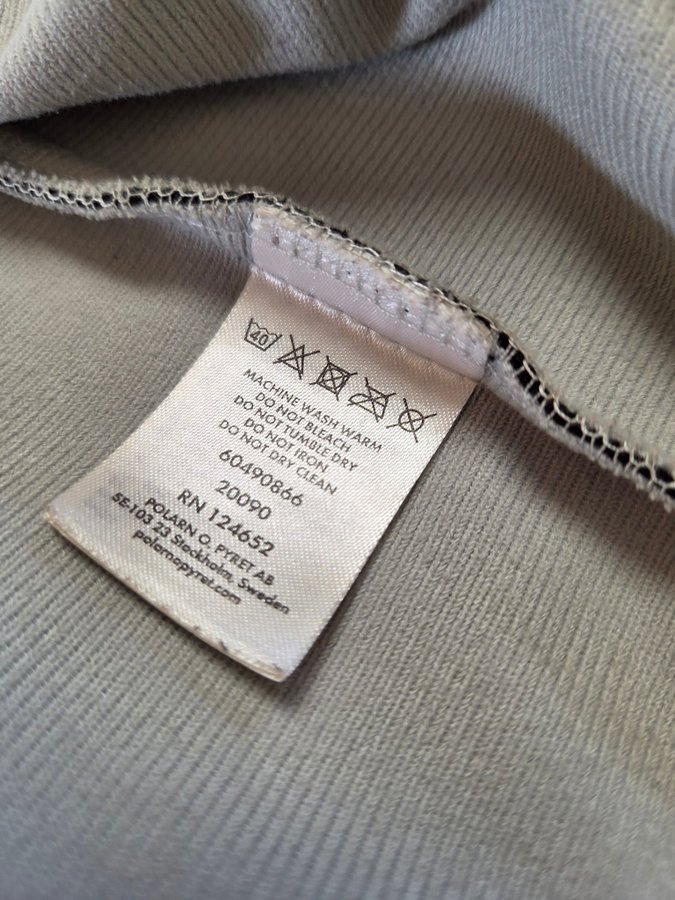 40
MACHINE WASH WARM
DO NOT BLEACH
DO NOT TUMBLE DRY
DO NOT IRON
DO NOT DRY CLEAN
60490866
20090
RN 124652
POLARN O. PYRET AB
SE-103 23 Stockholm, Sweden
polarnopyret.com